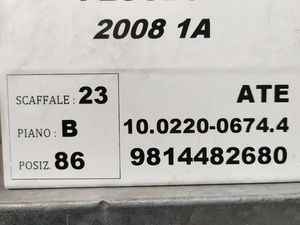 2008 1A
SCAFFALE : 23
PIANO : B
POSIZ. 86
ATE
10.0220-0674.4
9814482680